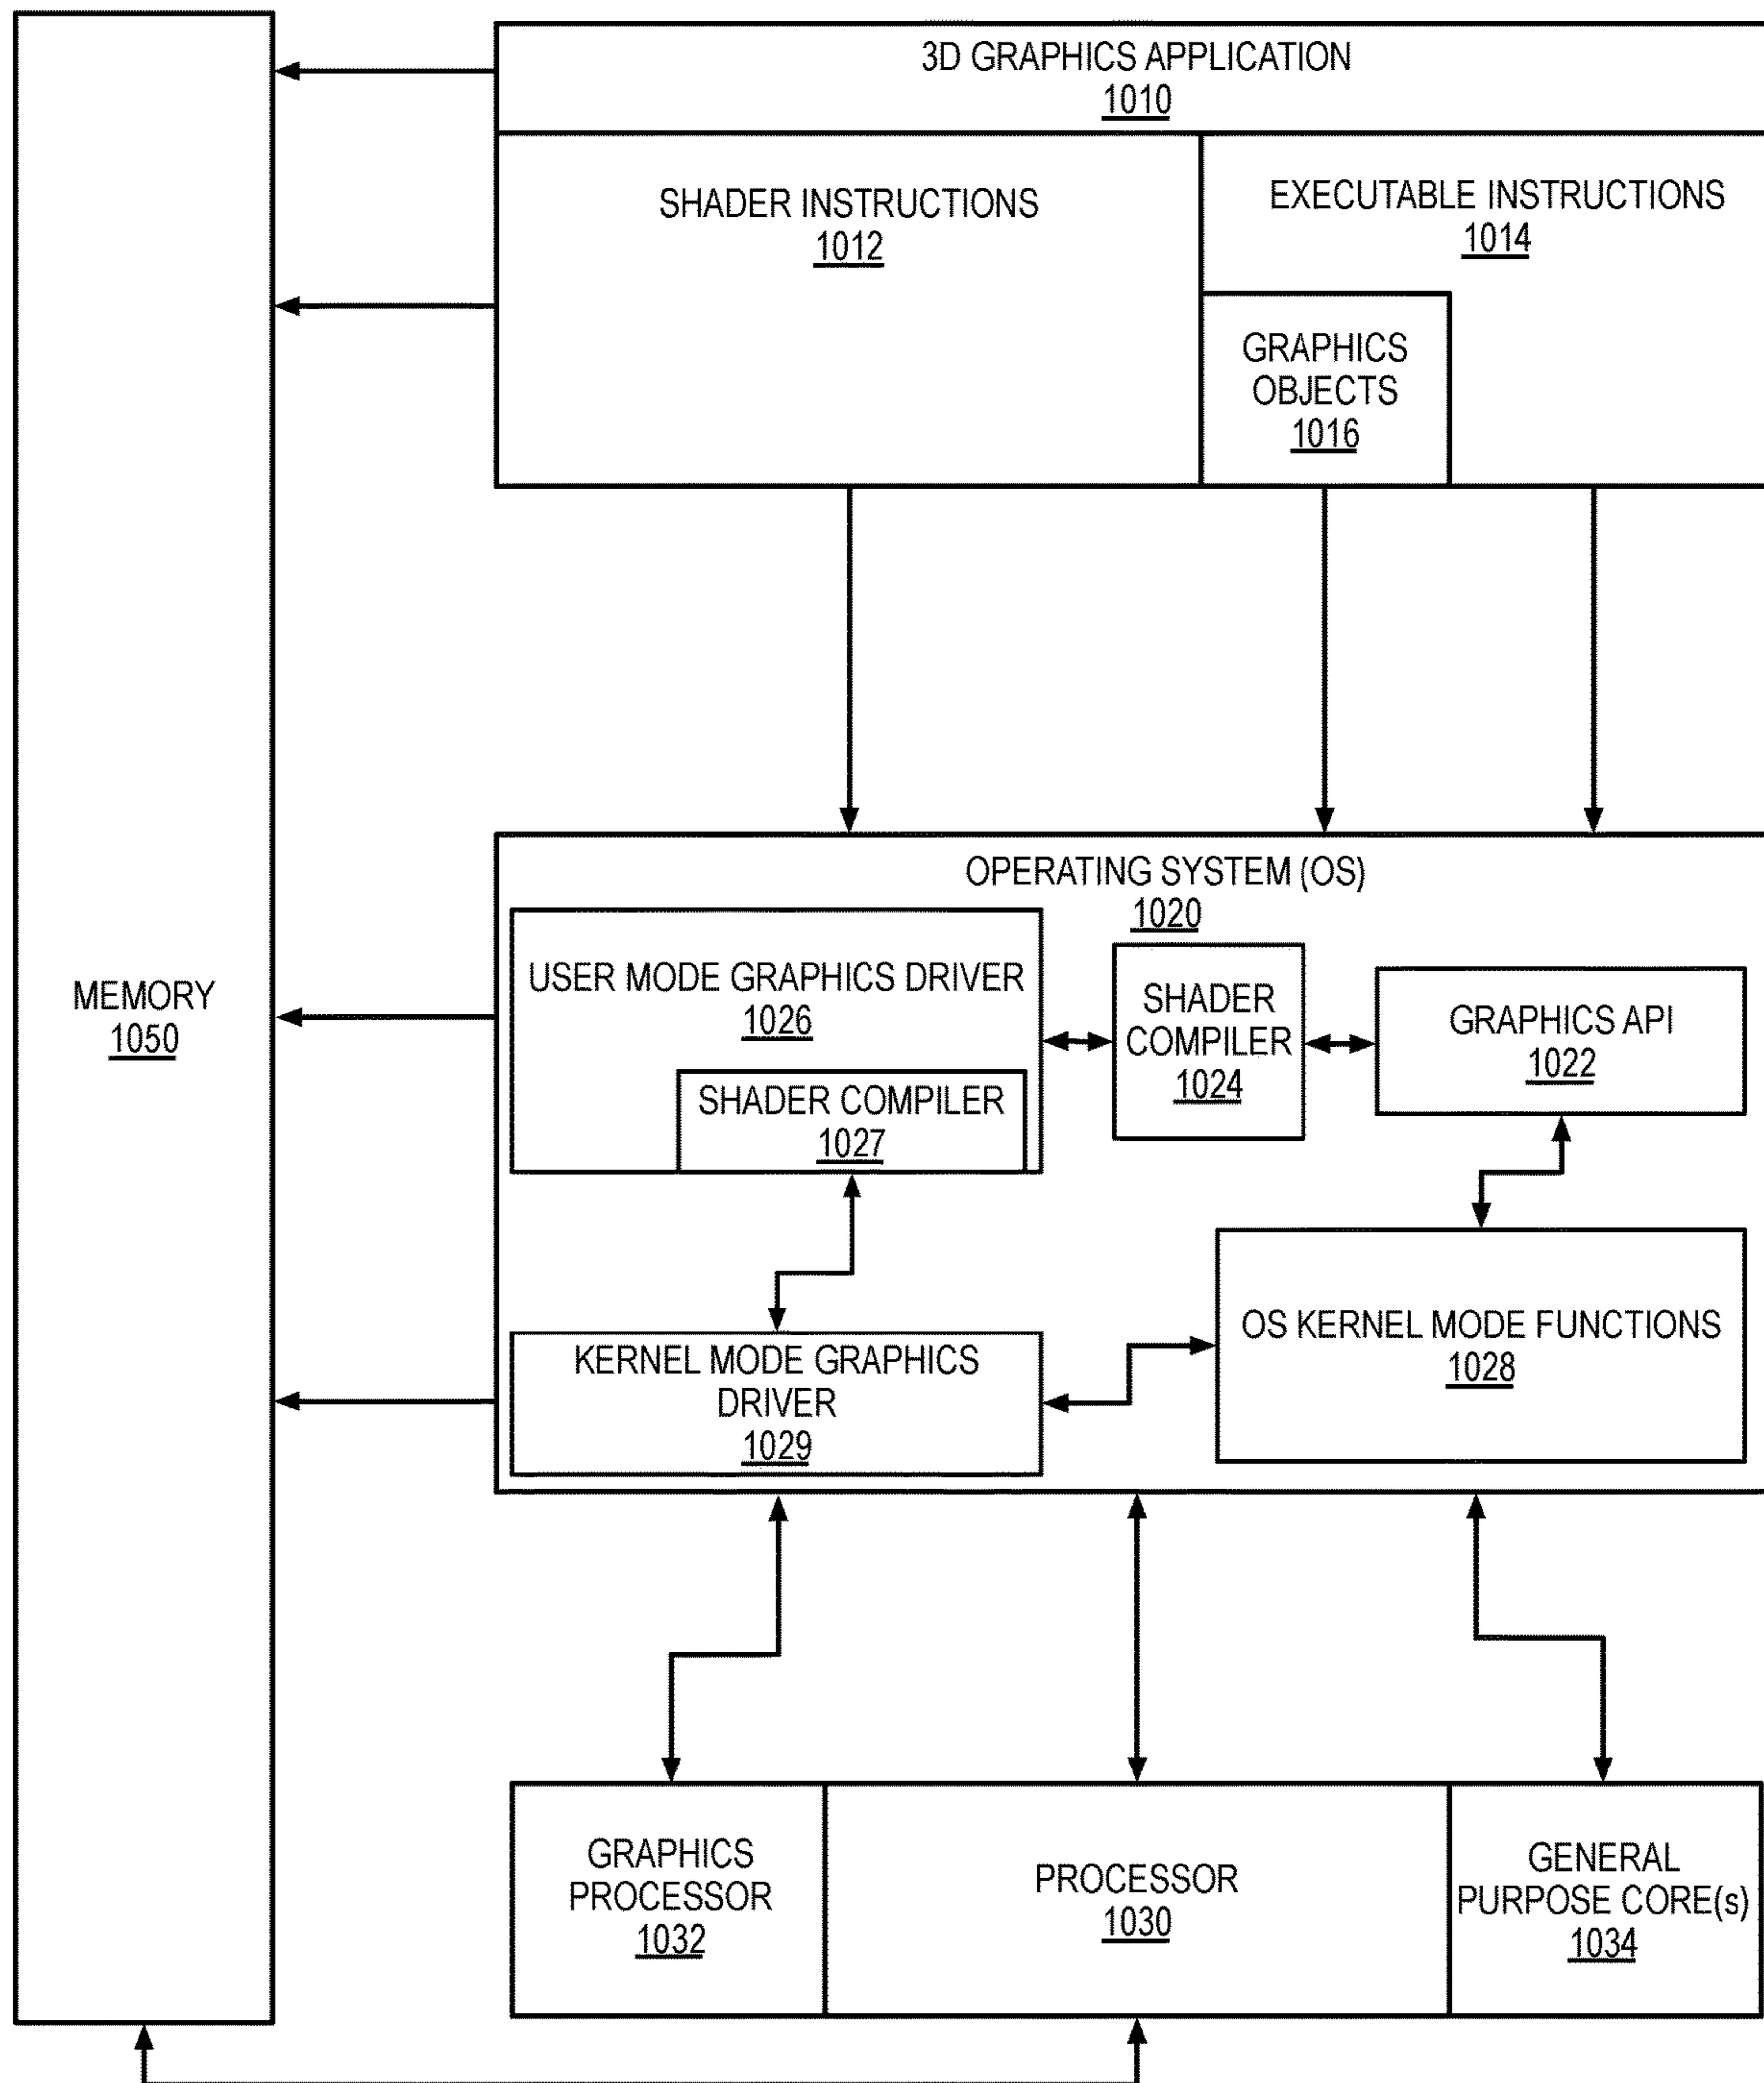 3D GRAPHICS APPLICATION
1010
SHADER INSTRUCTIONS
1012
EXECUTABLE INSTRUCTIONS
1014
GRAPHICS
OBJECTS
1016
MEMORY
1050
OPERATING SYSTEM (OS)
1020
USER MODE GRAPHICS DRIVER
1026
SHADER COMPILER
1027
SHADER
COMPILER
1024
GRAPHICS API
1022
KERNEL MODE GRAPHICS
DRIVER
1029
OS KERNEL MODE FUNCTIONS
1028
GRAPHICS
PROCESSOR
1032
PROCESSOR
1030
GENERAL
PURPOSE CORE(s)
1034